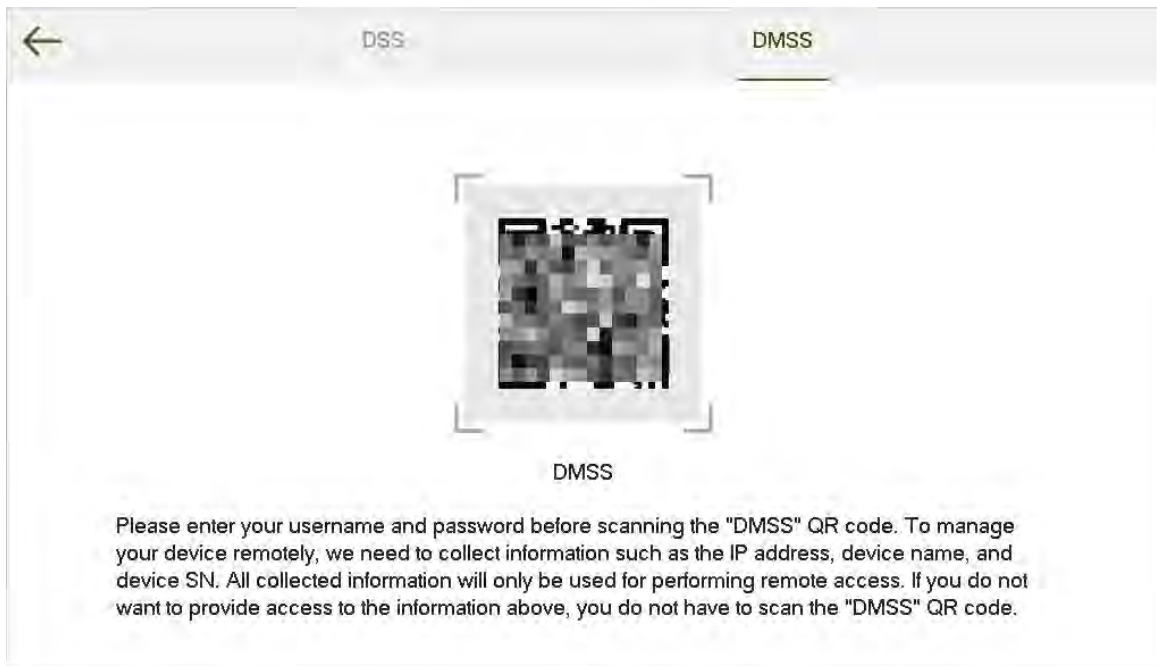 DSS
DMSS
DMSS
Please enter your username and password before scanning the "DMSS" QR code. To manage
your device remotely, we need to collect information such as the IP address, device name, and
device SN. All collected information will only be used for performing remote access. If you do not
want to provide access to the information above, you do not have to scan the "DMSS" QR code.